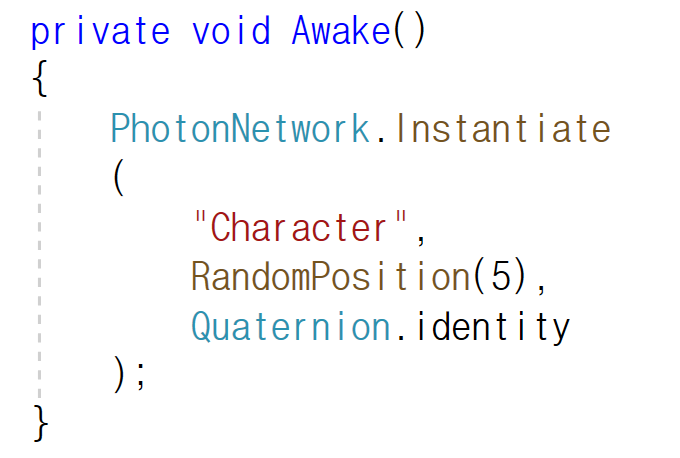 private void Awake()
{
    PhotonNetwork.Instantiate
    (
        "Character",
        RandomPosition(5),
        Quaternion.identity
    );
}